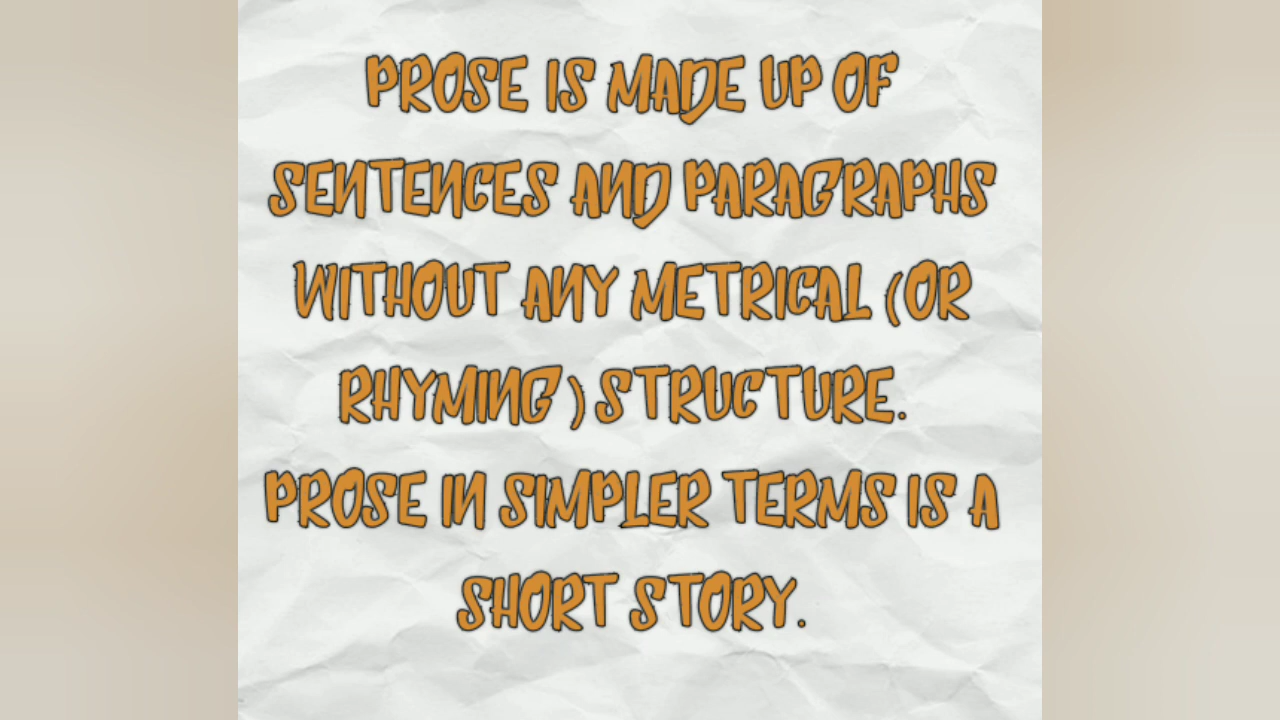 PROSE IS MADE UP OF
SENTENCES AND PARAGRAPHS
WITHOUT ANY METRICAL (OR
RHYMING ) STRUCTURE.
PROSE IN SIMPLER TERMS IS A
SHORT STORY.